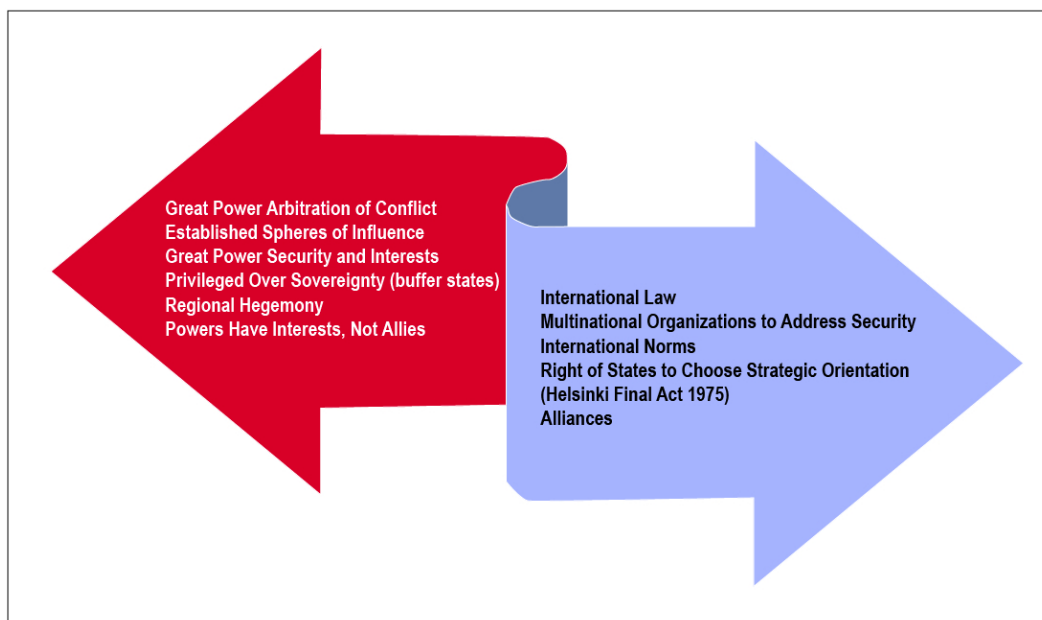 Great Power Arbitration of Conflict
Established Spheres of Influence
Great Power Security and Interests
Privileged Over Sovereignty (buffer states)
Regional Hegemony
Powers Have Interests, Not Allies
International Law
Multinational Organizations to Address Security
International Norms
Right of States to Choose Strategic Orientation
(Helsinki Final Act 1975)
Alliances